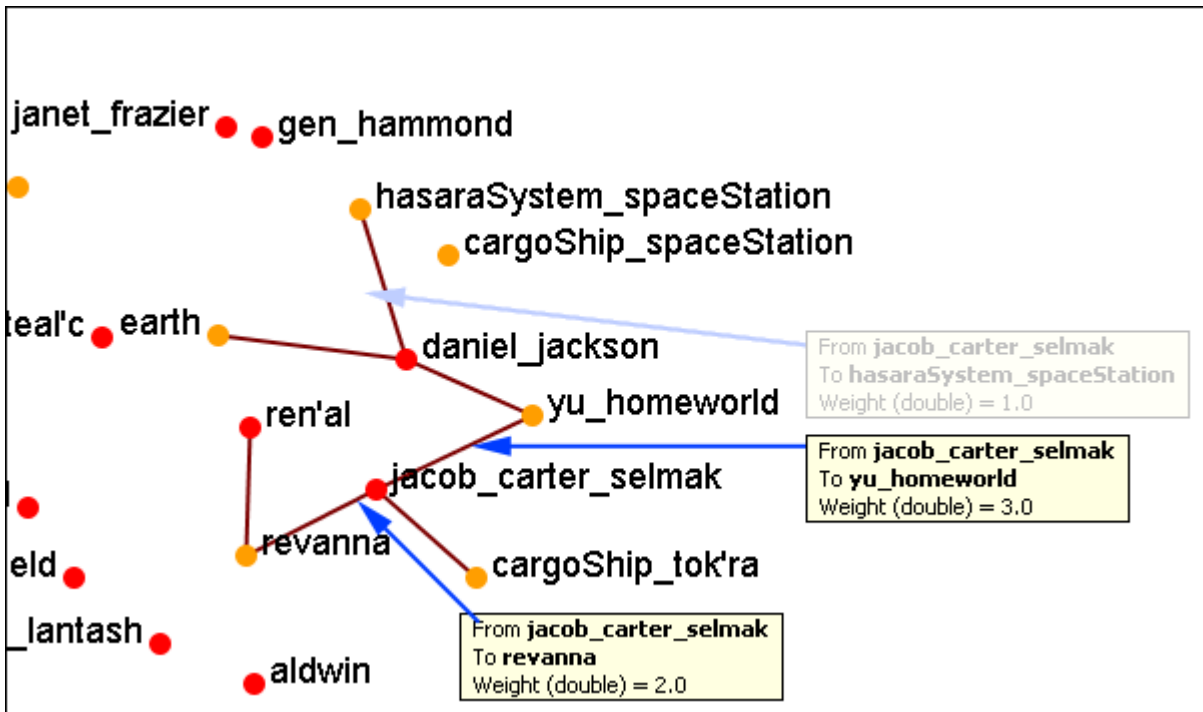 janet_frazier
gen_hammond
hasaraSystem_spaceStation
cargoShip_spaceStation
teal'c
earth
daniel_jackson
From jacob_carter_selmak
To hasaraSystem_spaceStation
Weight (double) = 1.0
yu_homeworld
ren'al
From jacob_carter_selmak
To yu_homeworld
Weight (double) = 3.0
jacob_carter_selmak
revanna
eld
cargoShip_tok'ra
_lantash
From jacob_carter_selmak
To revanna
Weight (double) = 2.0
aldwin